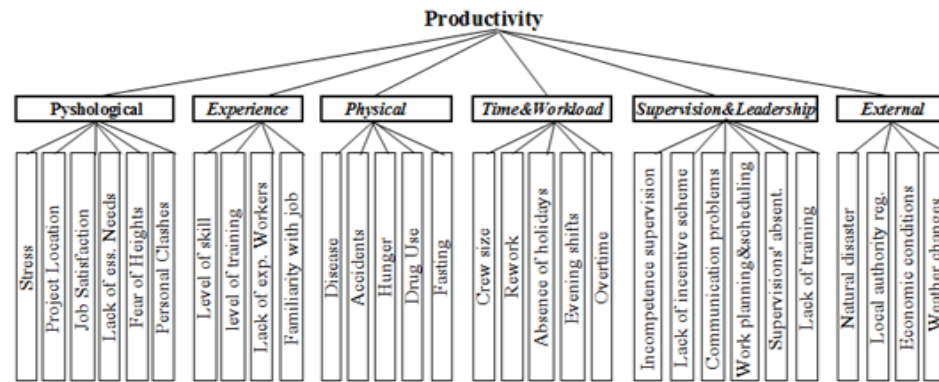 Productivity
Pyshological
Experience
Physical
Time&Workload
Supervision&Leadership
External
Stress
Project Location
Job Satisfaction
Lack of ess. Needs
Fear of Heights
Personal Clashes
Level of skill
level of training
Lack of exp. Workers
Familiarity with job
Disease
Accidents
Hunger
Drug Use
Fasting
Crew size
Rework
Absence of holidays
Evening shifts
Overtime
Incompetence supervision
Lack of incentive scheme
Communication problems
Work planning&scheduling
Supervisions' absent.
Lack of training
Natural disaster
Local authority reg.
Economic conditions
Weather changes